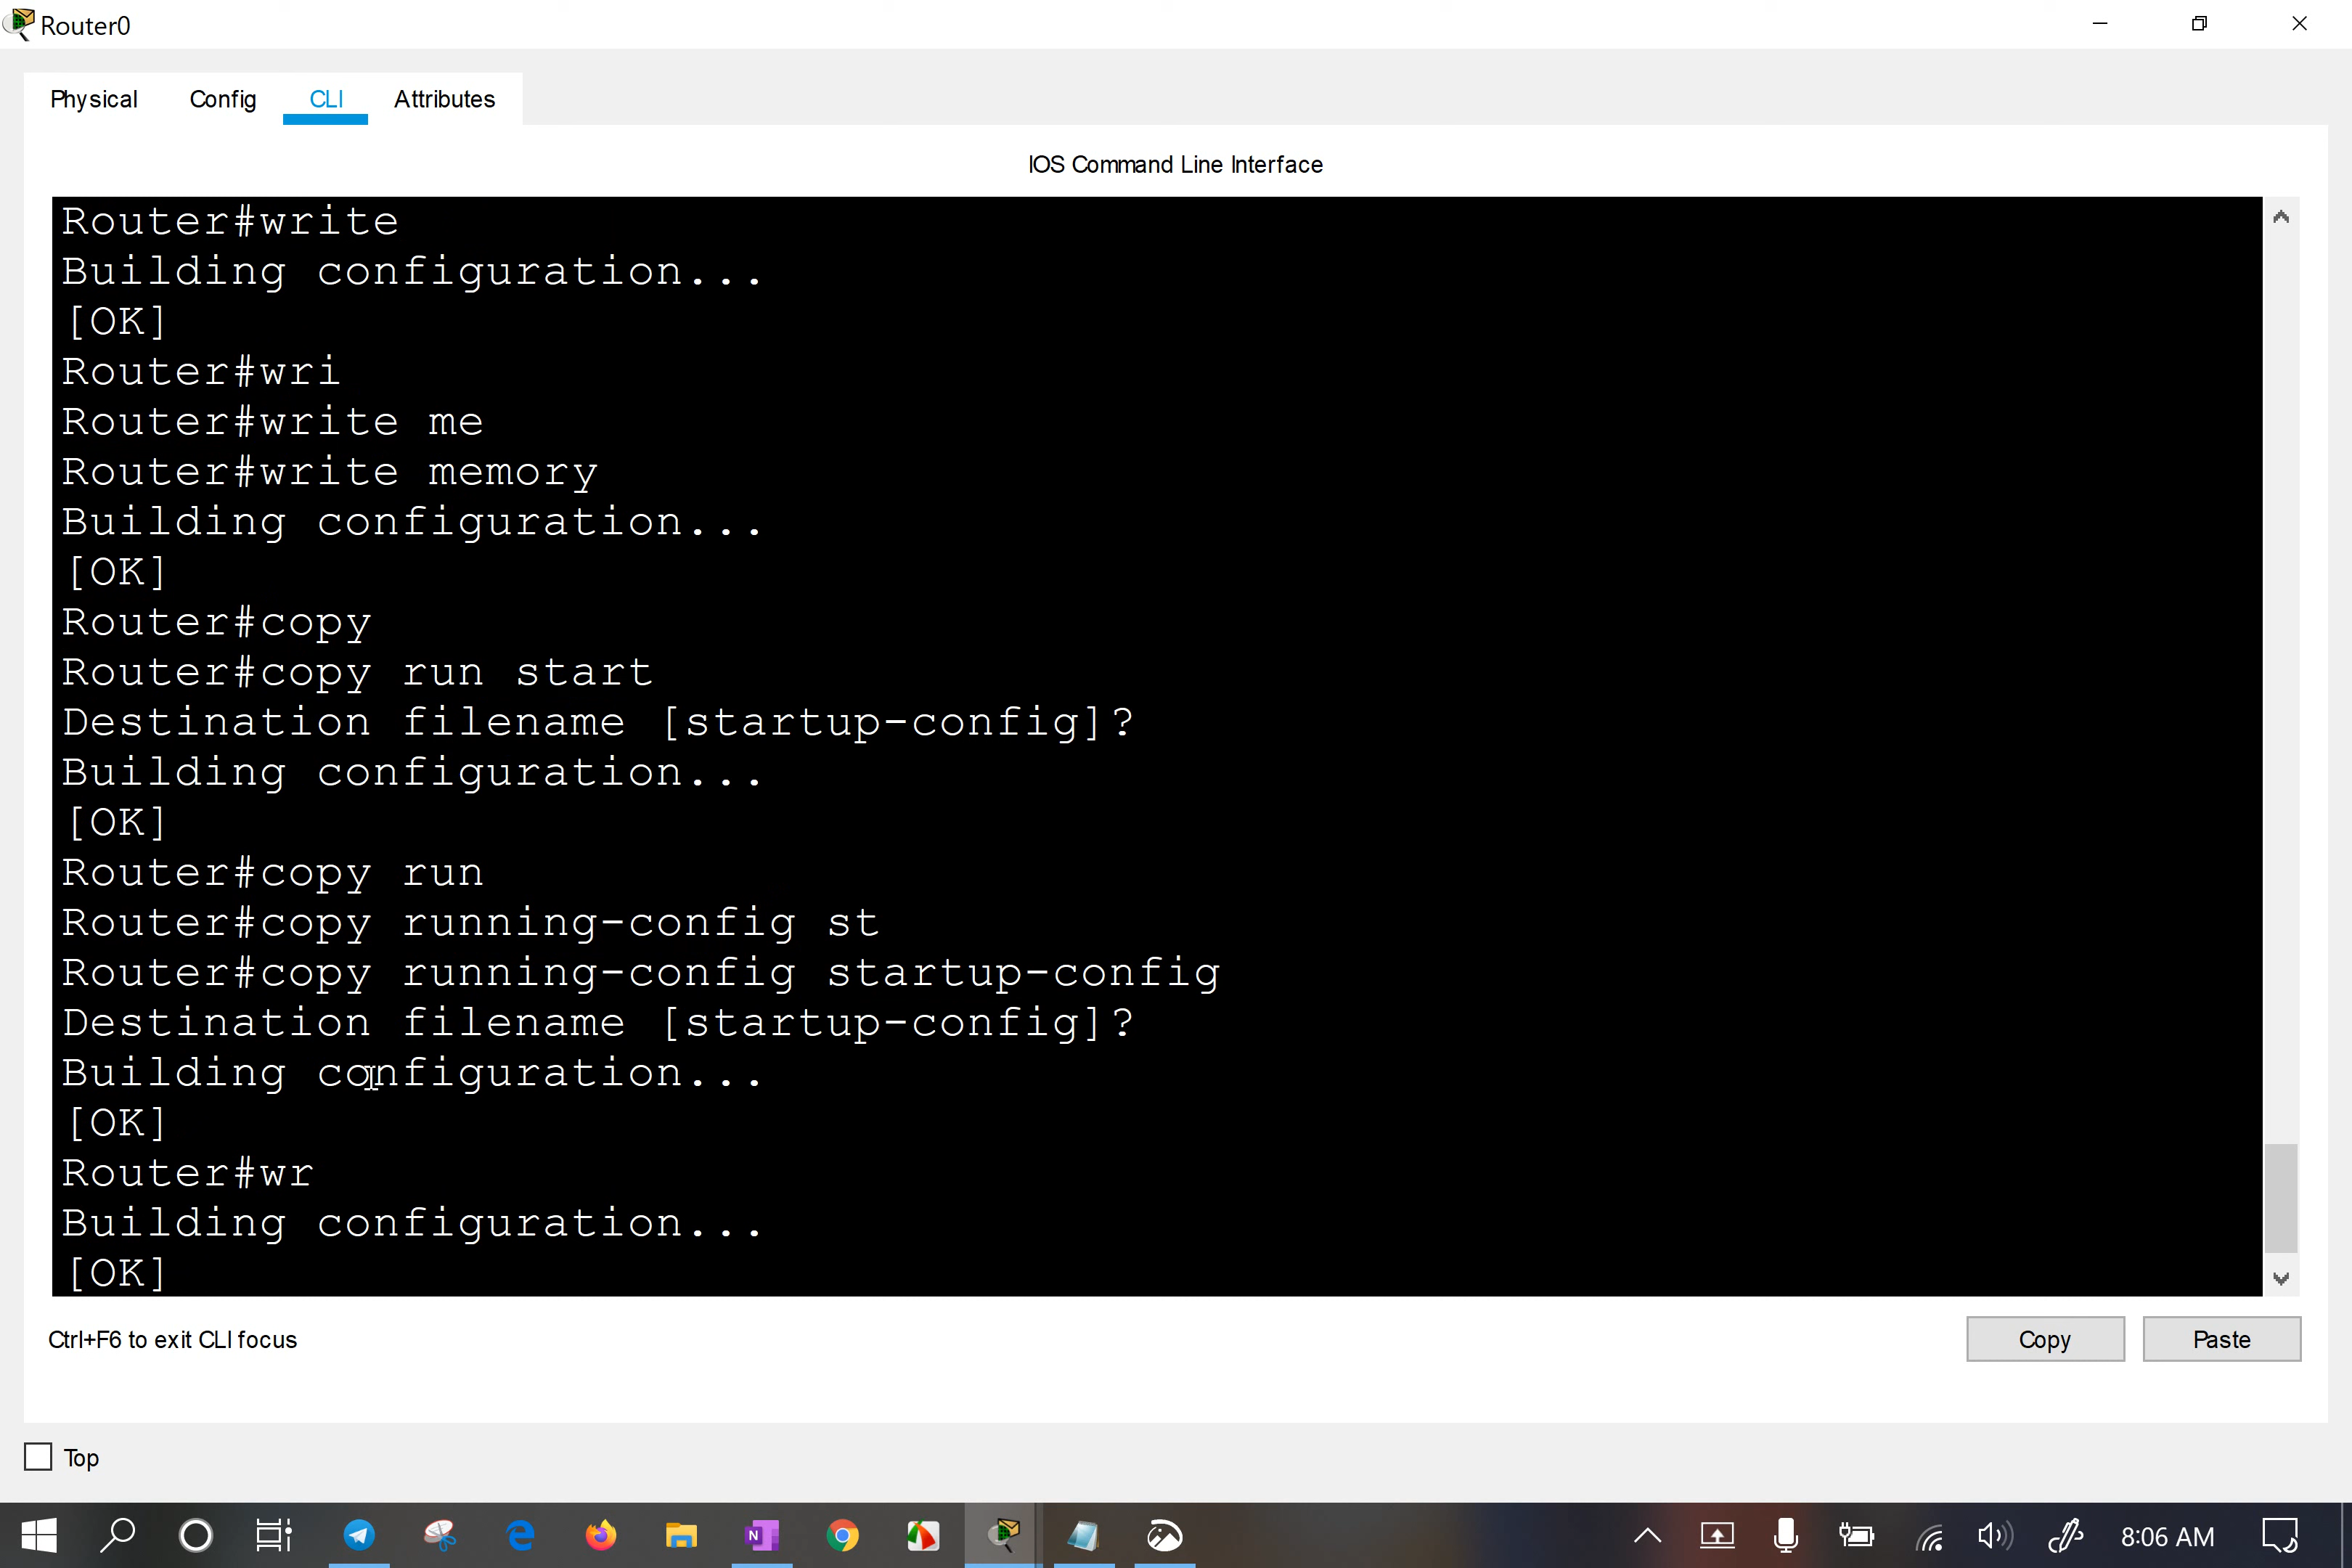 Router0
Physical Config CLI Attributes
IOS Command Line Interface
Router#write
Building configuration...
[OK]
Router#wri
Router#write me
Router#write memory
Building configuration...
[OK]
Router#copy
Router#copy run start
Destination filename [startup-config]?
Building configuration...
[OK]
Router#copy run
Router#copy running-config st
Router#copy running-config startup-config
Destination filename [startup-config]?
Building configuration...
[OK]
Router#wr
Building configuration...
[OK]
Ctrl+F6 to exit CLI focus
Copy Paste
Top
8:06 AM